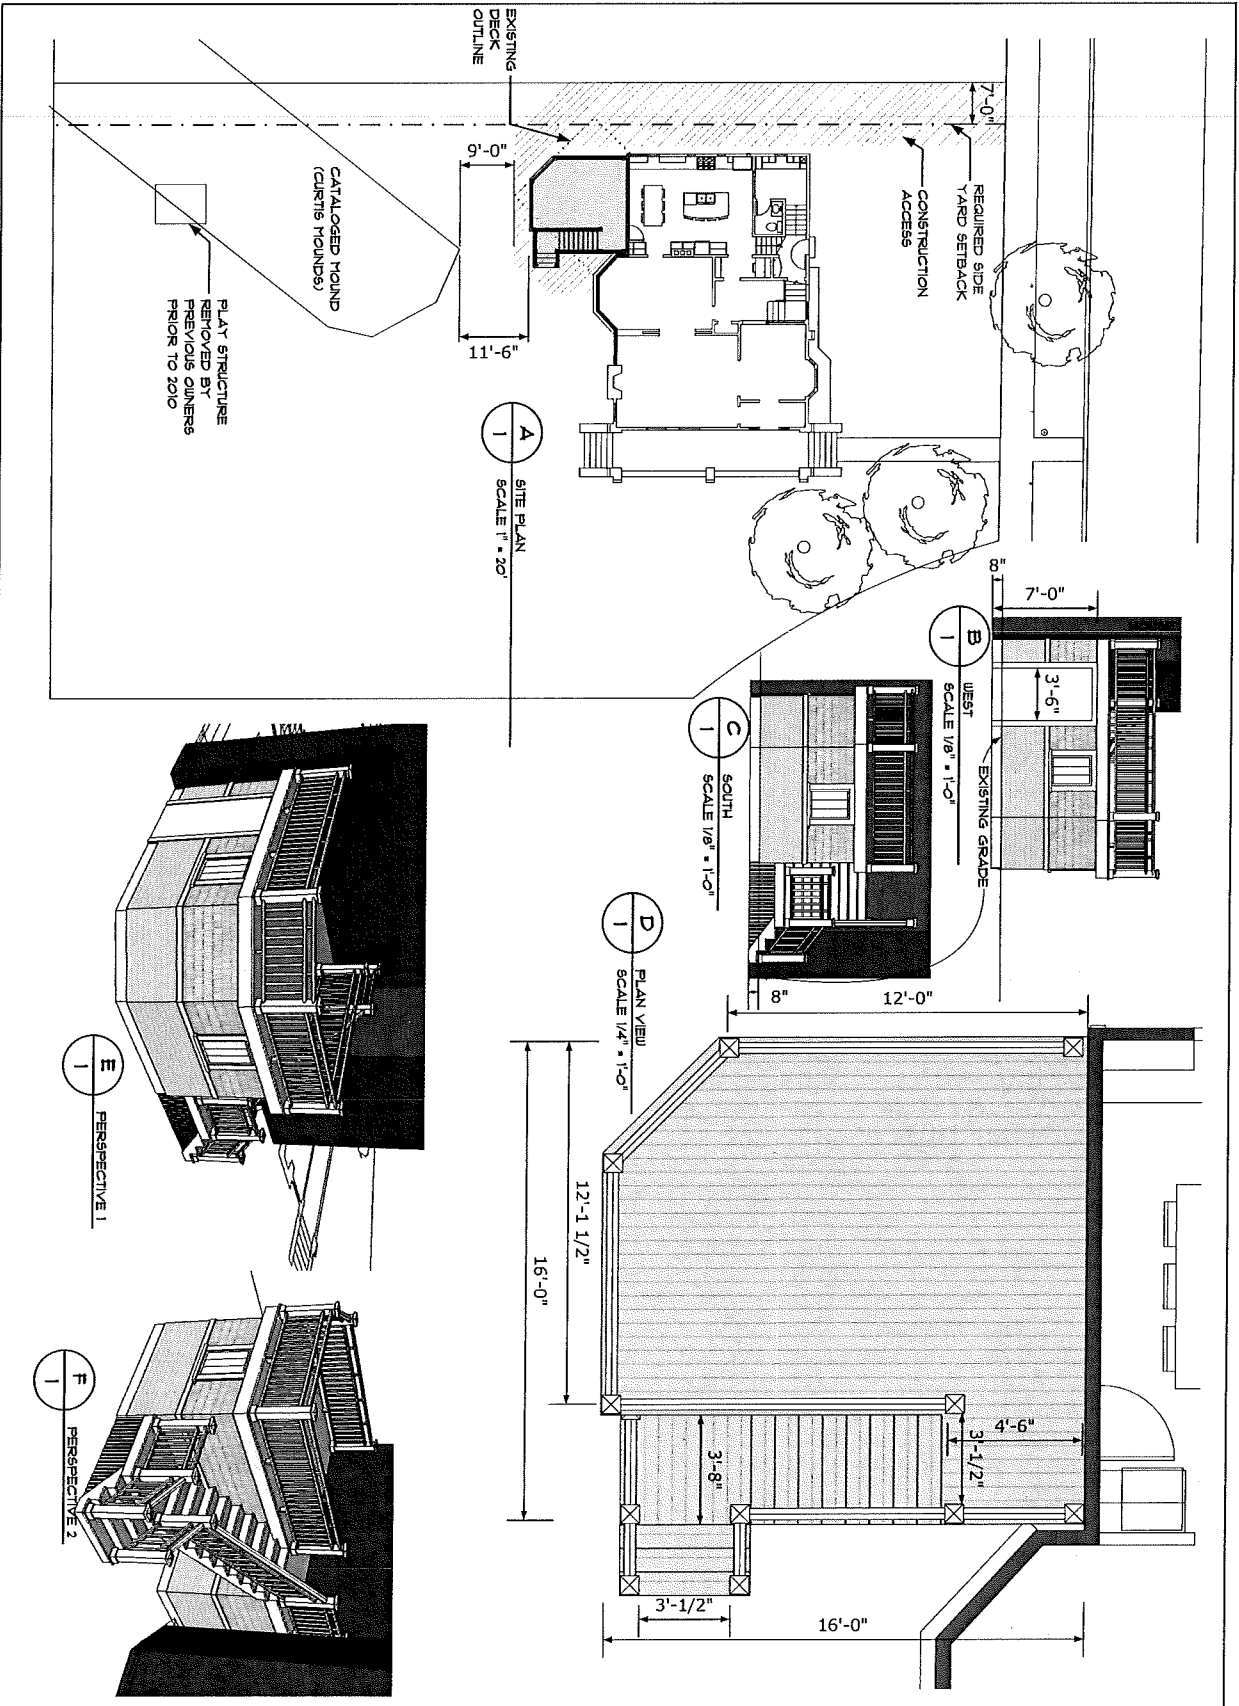 EXISTING
DECK
OUTLINE
7'-0"
REQUIRED SIDE
YARD SETBACK
CONSTRUCTION
ACCESS
9'-0"
CATALOGED MOUND
(CURTIS MOUNDS)
11'-6"
PLAY STRUCTURE
REMOVED BY
PREVIOUS OWNERS
PRIOR TO 2010
A
1
SITE PLAN
SCALE 1" = 20'
8"
7'-0"
3'-6"
HOUSE
EXISTING GRADE
B
1
WEST
SCALE 1/8" = 1'-0"
C
1
SOUTH
SCALE 1/8" = 1'-0"
8"
D
1
PLAN VIEW
SCALE 1/4" = 1'-0"
12'-0"
12'-1 1/2"
16'-0"
4'-6"
3'-1/2"
3'-8"
3'-1/2"
16'-0"
E
1
PERSPECTIVE 1
F
1
PERSPECTIVE 2